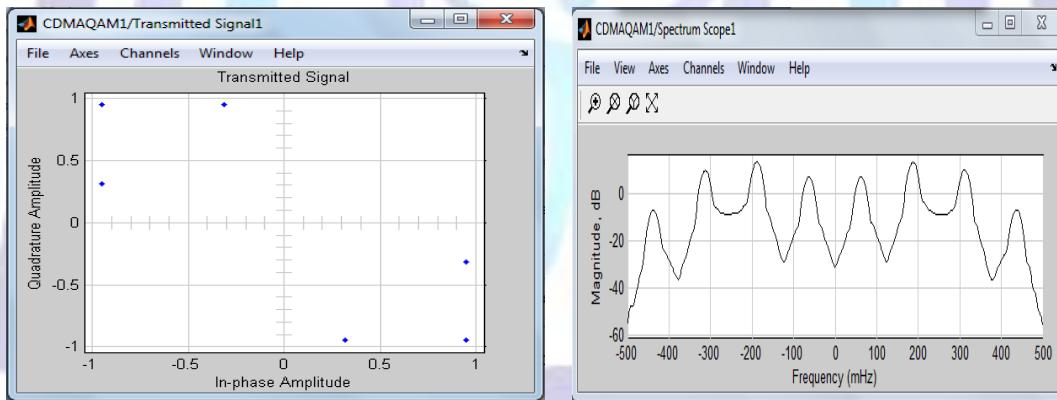 CDMAQAM1/Transmitted Signal1
File Axes Channels Window Help
Transmitted Signal
1
0.5
0
-0.5
-1
Quadrature Amplitude
-1 -0.5 0 0.5 1
In-phase Amplitude
CDMAQAM1/Spectrum Scope1
File View Axes Channels Window Help
0
-20
-40
-60
Magnitude, dB
-500 -400 -300 -200 -100 0 100 200 300 400 500
Frequency (mHz)